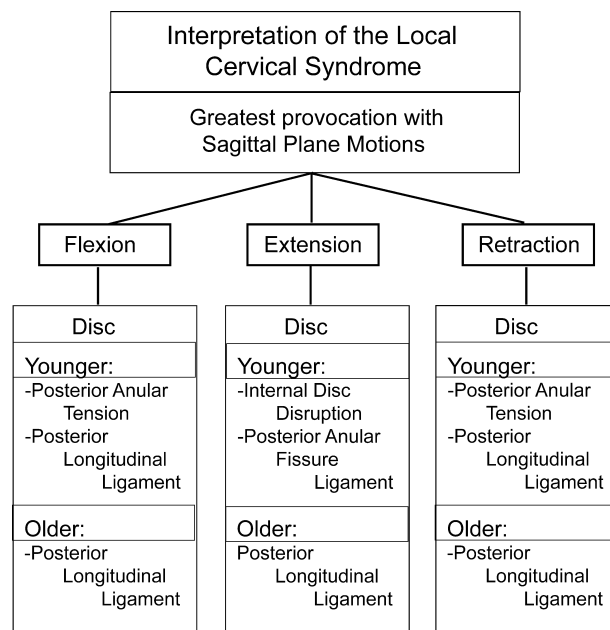 Interpretation of the Local
Cervical Syndrome
Greatest provocation with
Sagittal Plane Motions
Flexion
Extension
Retraction
Disc
Younger:
-Posterior Anular
Tension
-Posterior
Longitudinal
Ligament
Older:
-Posterior
Longitudinal
Ligament
Disc
Younger:
-Internal Disc
Disruption
-Posterior Anular
Fissure
Ligament
Older:
Posterior
Longitudinal
Ligament
Disc
Younger:
-Posterior Anular
Tension
-Posterior
Longitudinal
Ligament
Older:
-Posterior
Longitudinal
Ligament